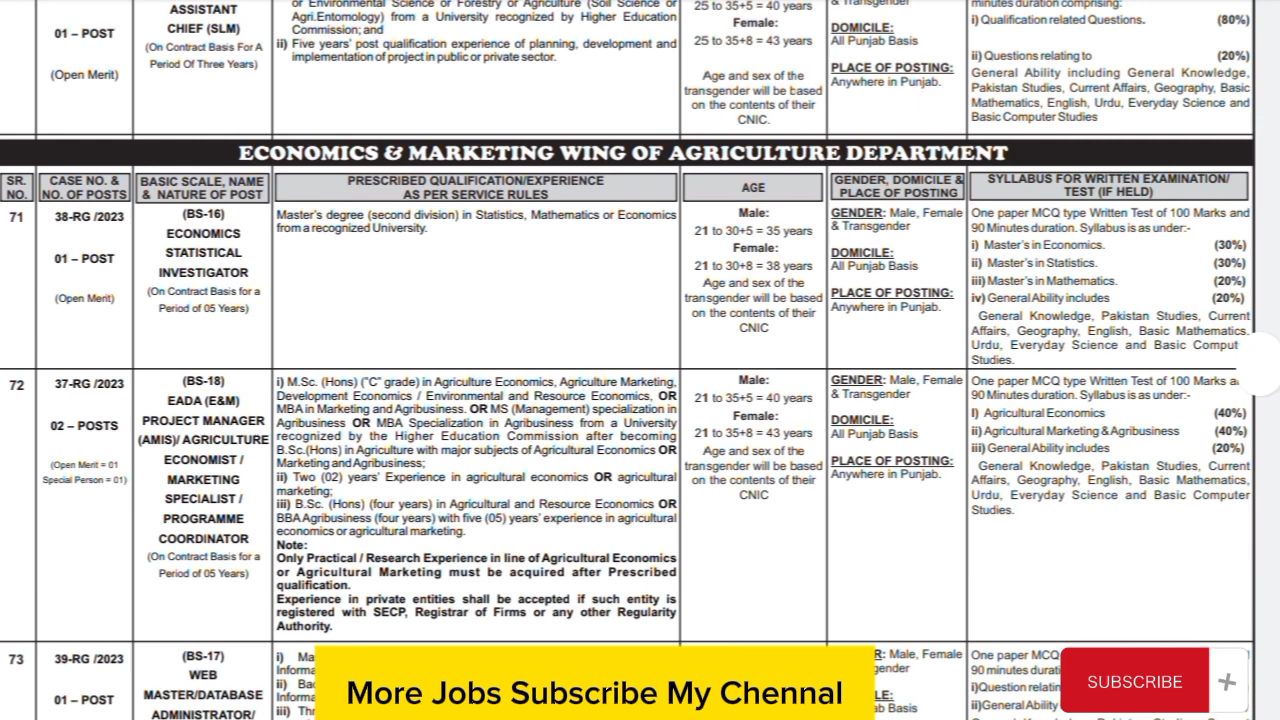 ASSISTANT
CHIEF (SLM)
01 – POST
(On Contract Basis For A
Period Of Three Years)
(Open Merit)
or Environmental Science or Forestry or Agriculture (Soil Science or
Agri.Entomology) from a University recognized by Higher Education
Commission; and
ii) Five years' post qualification experience of planning, development and
implementation of project in public or private sector.
25 to 35+5 = 40 years
Female:
25 to 35+8 = 43 years
Age and sex of the
transgender will be based
on the contents of their
CNIC.
& Transgender
DOMICILE:
All Punjab Basis
PLACE OF POSTING:
Anywhere in Punjab.
minutes duration comprising:
i) Qualification related Questions. (80%)
ii) Questions relating to (20%)
General Ability including General Knowledge,
Pakistan Studies, Current Affairs, Geography, Basic
Mathematics, English, Urdu, Everyday Science and
Basic Computer Studies
ECONOMICS & MARKETING WING OF AGRICULTURE DEPARTMENT
SR. NO.
CASE NO. & NO. OF POSTS
BASIC SCALE, NAME & NATURE OF POST
PRESCRIBED QUALIFICATION/EXPERIENCE
AS PER SERVICE RULES
AGE
GENDER, DOMICILE & PLACE OF POSTING
SYLLABUS FOR WRITTEN EXAMINATION/
TEST (IF HELD)
71
38-RG /2023
01 – POST
(Open Merit)
(BS-16)
ECONOMICS
STATISTICAL
INVESTIGATOR
(On Contract Basis for a
Period of 05 Years)
Master's degree (second division) in Statistics, Mathematics or Economics
from a recognized University.
Male:
21 to 30+5 = 35 years
Female:
21 to 30+8 = 38 years
Age and sex of the
transgender will be based
on the contents of their
CNIC
GENDER: Male, Female
& Transgender
DOMICILE:
All Punjab Basis
PLACE OF POSTING:
Anywhere in Punjab.
One paper MCQ type Written Test of 100 Marks and
90 Minutes duration. Syllabus is as under:-
i) Master's in Economics. (30%)
ii) Master's in Statistics. (30%)
iii) Master's in Mathematics. (20%)
iv) General Ability includes (20%)
General Knowledge, Pakistan Studies, Current
Affairs, Geography, English, Basic Mathematics,
Urdu, Everyday Science and Basic Comput
Studies.
72
37-RG /2023
02 – POSTS
(Open Merit = 01
Special Person = 01)
(BS-18)
EADA (E&M)
PROJECT MANAGER
(AMIS)/ AGRICULTURE
ECONOMIST /
MARKETING
SPECIALIST /
PROGRAMME
COORDINATOR
(On Contract Basis for a
Period of 05 Years)
i) M.Sc. (Hons) ("C" grade) in Agriculture Economics, Agriculture Marketing,
Development Economics / Environmental and Resource Economics, OR
MBA in Marketing and Agribusiness. OR MS (Management) specialization in
Agribusiness OR MBA Specialization in Agribusiness from a University
recognized by the Higher Education Commission after becoming
B.Sc.(Hons) in Agriculture with major subjects of Agricultural Economics OR
Marketing and Agribusiness;
ii) Two (02) years' Experience in agricultural economics OR agricultural
marketing;
iii) B.Sc. (Hons) (four years) in Agricultural and Resource Economics OR
BBA Agribusiness (four years) with five (05) years' experience in agricultural
economics or agricultural marketing.
Note:
Only Practical / Research Experience in line of Agricultural Economics
or Agricultural Marketing must be acquired after Prescribed
qualification.
Experience in private entities shall be accepted if such entity is
registered with SECP, Registrar of Firms or any other Regularity
Authority.
Male:
21 to 35+5 = 40 years
Female:
21 to 35+8 = 43 years
Age and sex of the
transgender will be based
on the contents of their
CNIC
GENDER: Male, Female
& Transgender
DOMICILE:
All Punjab Basis
PLACE OF POSTING:
Anywhere in Punjab.
One paper MCQ type Written Test of 100 Marks
90 Minutes duration. Syllabus is as under:-
I) Agricultural Economics (40%)
ii) Agricultural Marketing & Agribusiness (40%)
iii) General Ability includes (20%)
General Knowledge, Pakistan Studies, Current
Affairs, Geography, English, Basic Mathematics,
Urdu, Everyday Science and Basic Computer
Studies.
73
39-RG /2023
01 – POST
(BS-17)
WEB
MASTER/DATABASE
ADMINISTRATOR/
i) Ma
Informa
ii) Bac
Informa
iii) Thr
R: Male, Female
gender
ILE:
ab Basis
One paper MCQ
90 minutes durati
i)Question relatin
ii)General Ability
More Jobs Subscribe My Chennal
SUBSCRIBE +